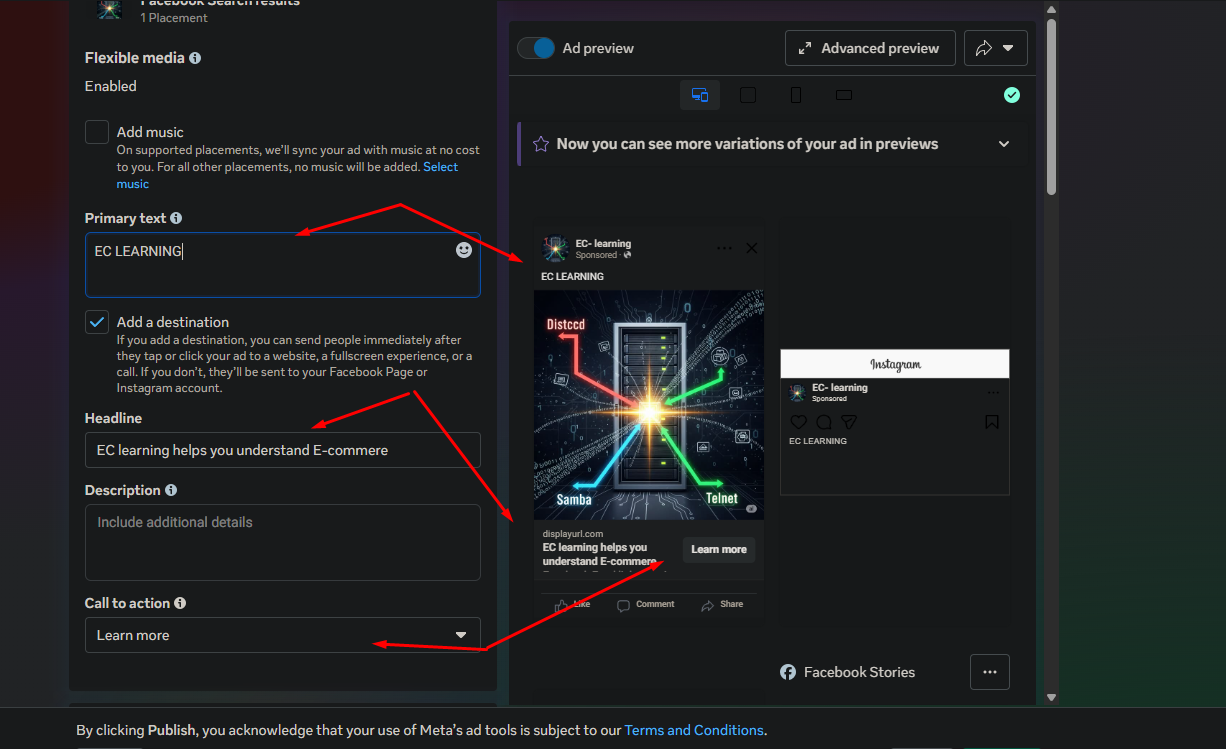 Facebook Search results
1 Placement
Flexible media
Enabled
Add music
On supported placements, we'll sync your ad with music at no cost
to you. For all other placements, no music will be added. Select
music
Primary text
EC LEARNING
Add a destination
If you add a destination, you can send people immediately after
they tap or click your ad to a website, a fullscreen experience, or a
call. If you don't, they'll be sent to your Facebook Page or
Instagram account.
Headline
EC learning helps you understand E-commere
Description
Include additional details
Call to action
Learn more
Ad preview
Advanced preview
Now you can see more variations of your ad in previews
EC- learning
Sponsored ·
EC LEARNING
Distccd
Samba
Telnet
displayurl.com
EC learning helps you
understand E-commere
Learn more
Like
Comment
Share
Instagram
EC- learning
Sponsored
EC LEARNING
Facebook Stories
By clicking Publish, you acknowledge that your use of Meta's ad tools is subject to our Terms and Conditions.